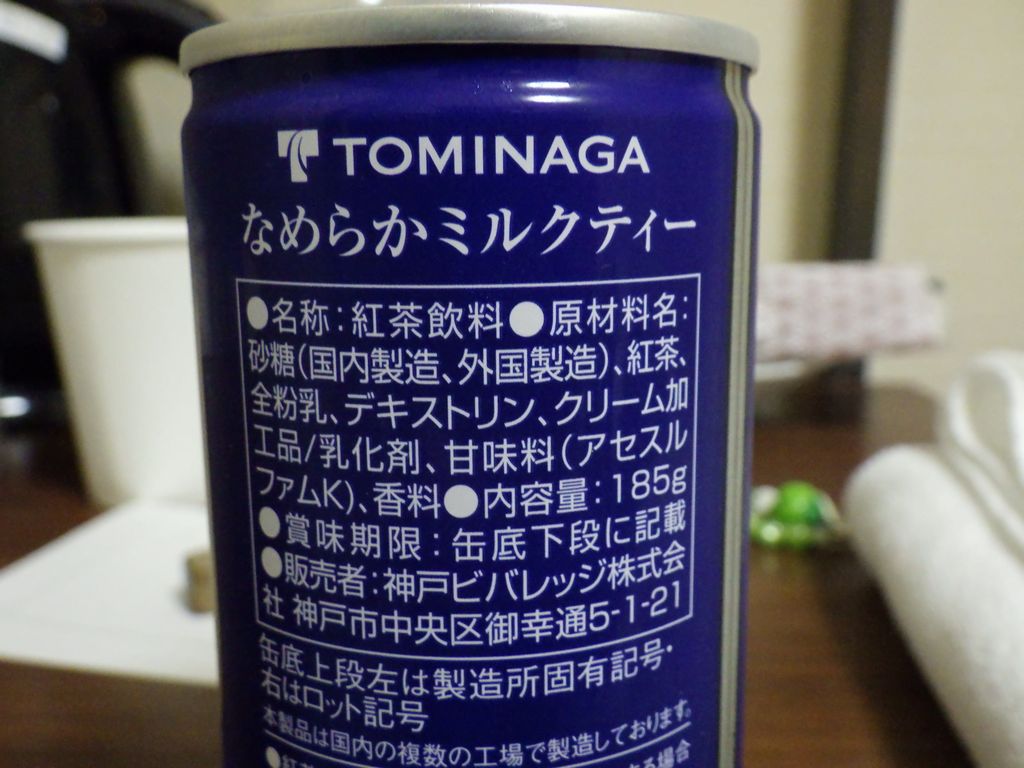 TOMINAGA
なめらかミルクティー
●名称:紅茶飲料●原材料名:
砂糖(国内製造、外国製造)、紅茶、
全粉乳、デキストリン、クリーム加
工品/乳化剤、甘味料(アセスル
ファムK)、香料●内容量:185g
●賞味期限:缶底下段に記載
●販売者:神戸ビバレッジ株式会
社 神戸市中央区御幸通5-1-21
缶底上段左は製造所固有記号・
右はロット記号
本製品は国内の複数の工場で製造しております。